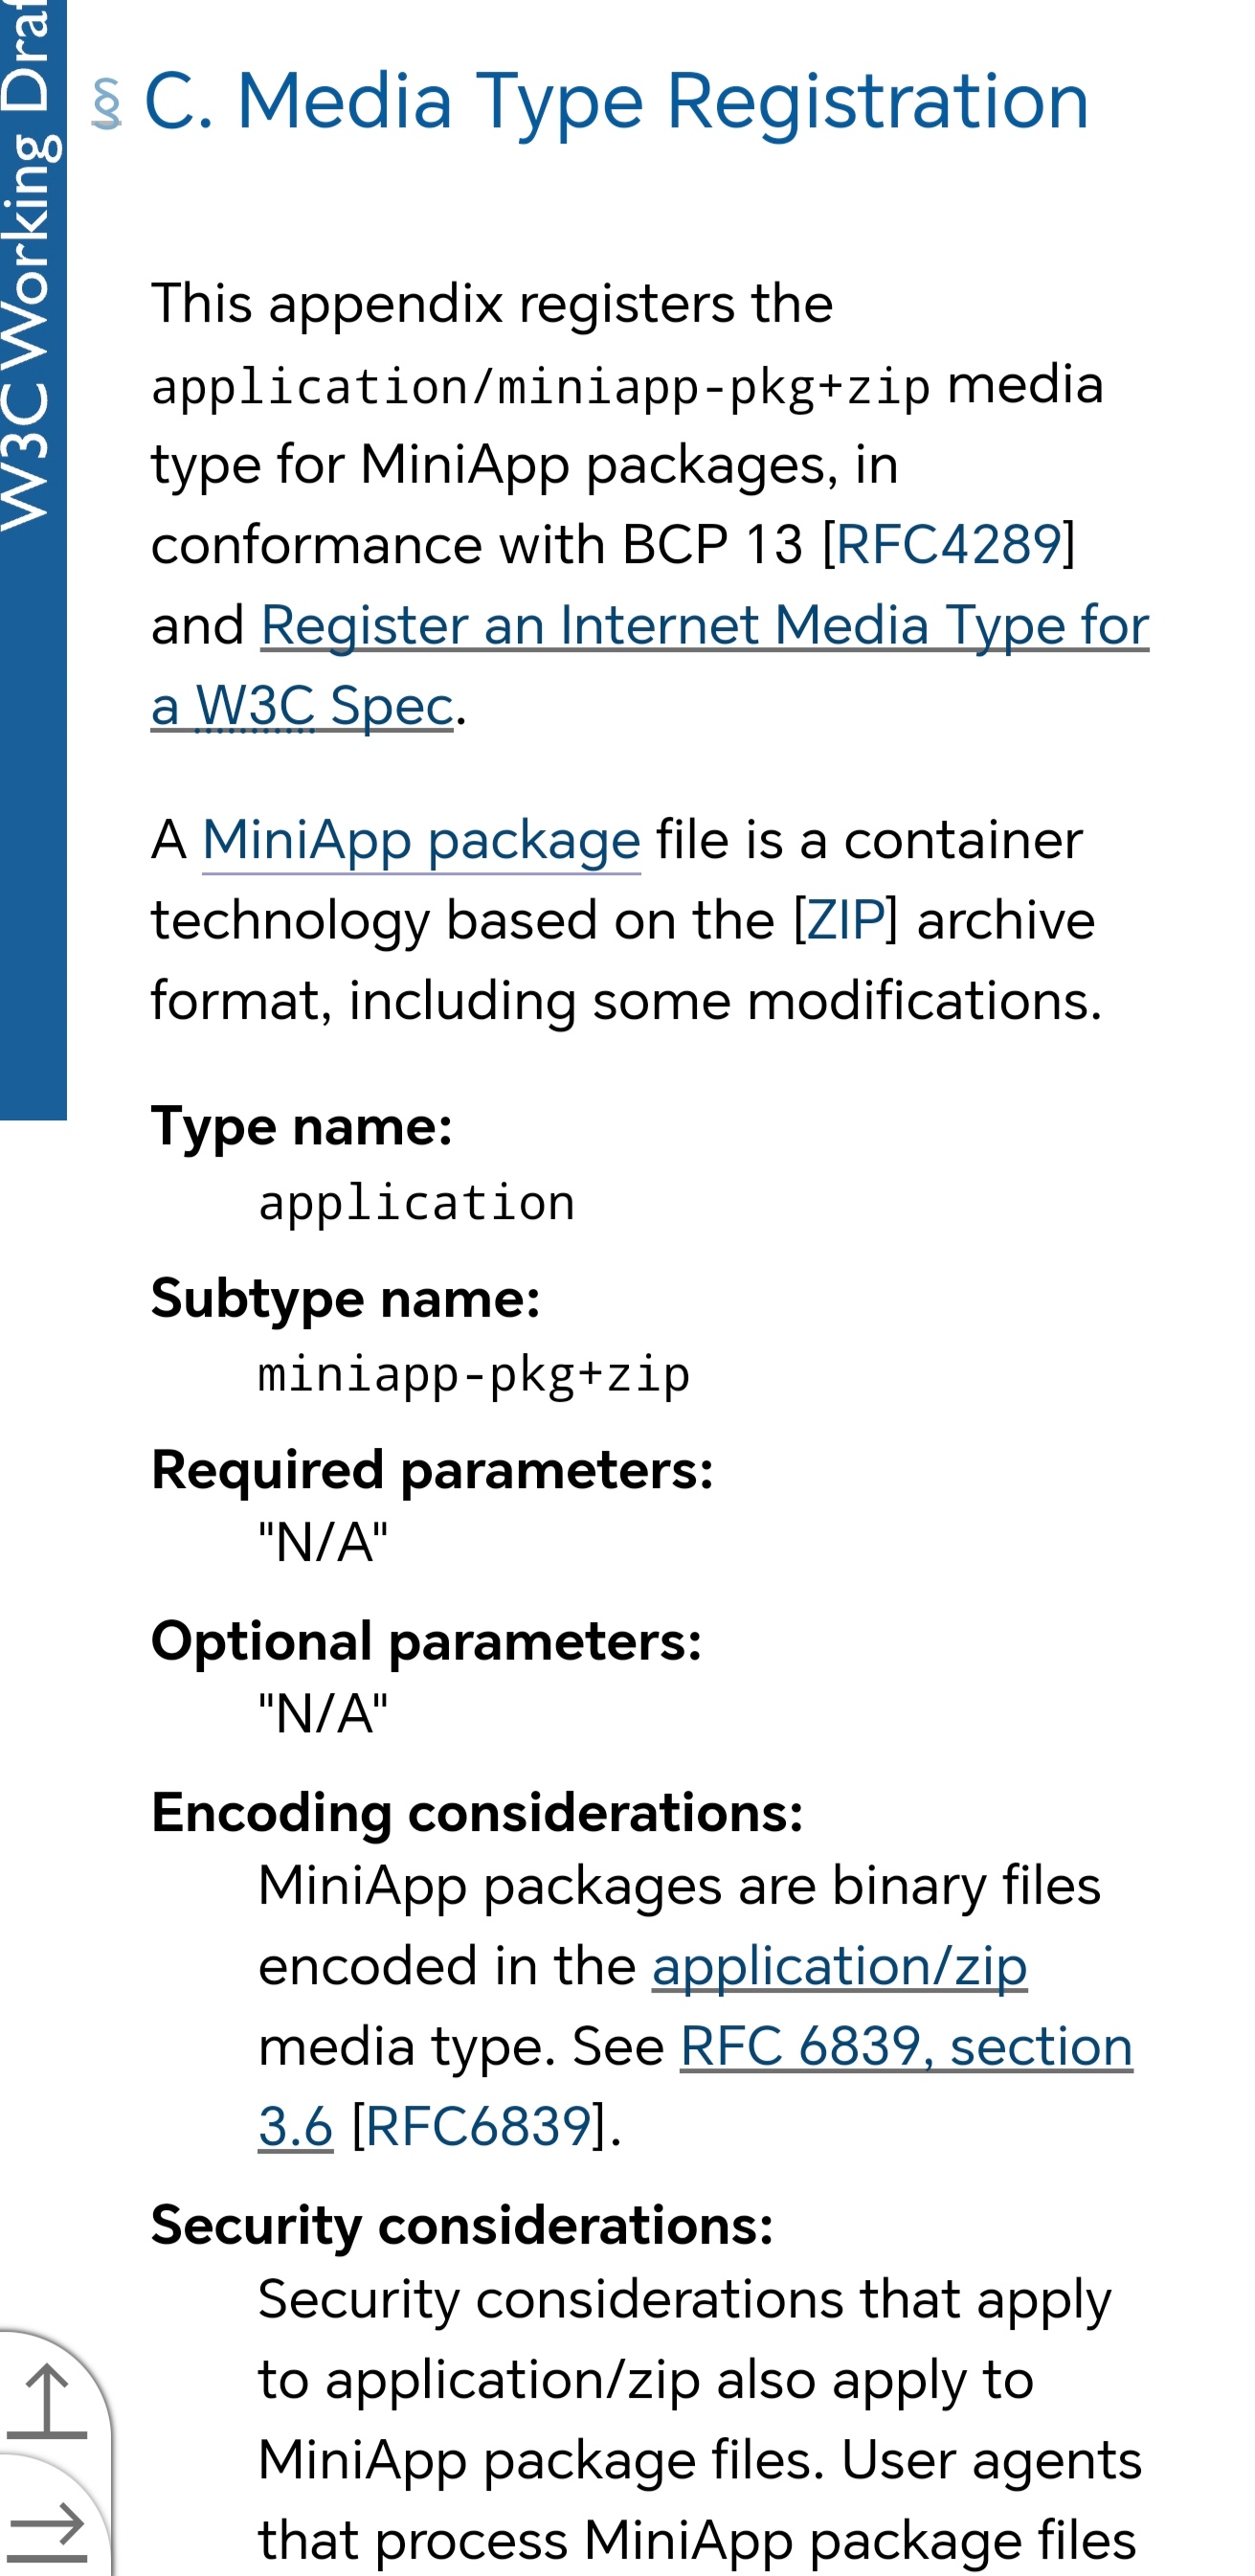 W3C Working Draf
§ C. Media Type Registration
This appendix registers the
application/miniapp-pkg+zip media
type for MiniApp packages, in
conformance with BCP 13 [RFC4289]
and Register an Internet Media Type for
a W3C Spec.
A MiniApp package file is a container
technology based on the [ZIP] archive
format, including some modifications.
Type name:
application
Subtype name:
miniapp-pkg+zip
Required parameters:
"N/A"
Optional parameters:
"N/A"
Encoding considerations:
MiniApp packages are binary files
encoded in the application/zip
media type. See RFC 6839, section
3.6 [RFC6839].
Security considerations:
Security considerations that apply
to application/zip also apply to
MiniApp package files. User agents
that process MiniApp package files